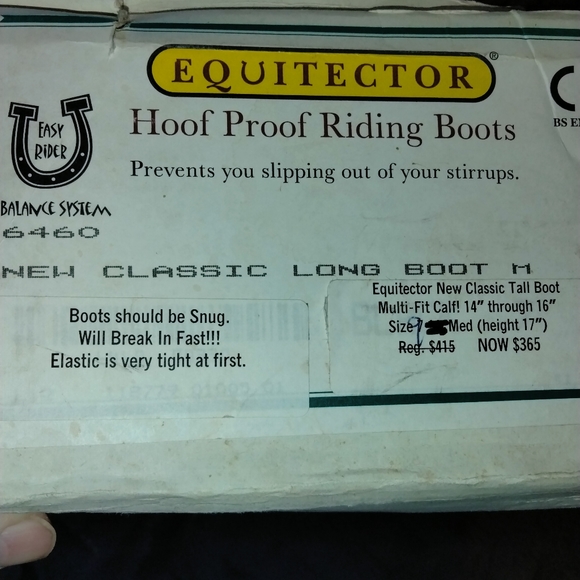 EQUITECTOR®
Hoof Proof Riding Boots
Prevents you slipping out of your stirrups.
EASY
RIDER
BALANCE SYSTEM
6460
NEW CLASSIC LONG BOOT M
Boots should be Snug.
Will Break In Fast!!!
Elastic is very tight at first.
Equitector New Classic Tall Boot
Multi-Fit Calf! 14" through 16"
Size 9 Med (height 17")
Reg. $415 NOW $365
BS